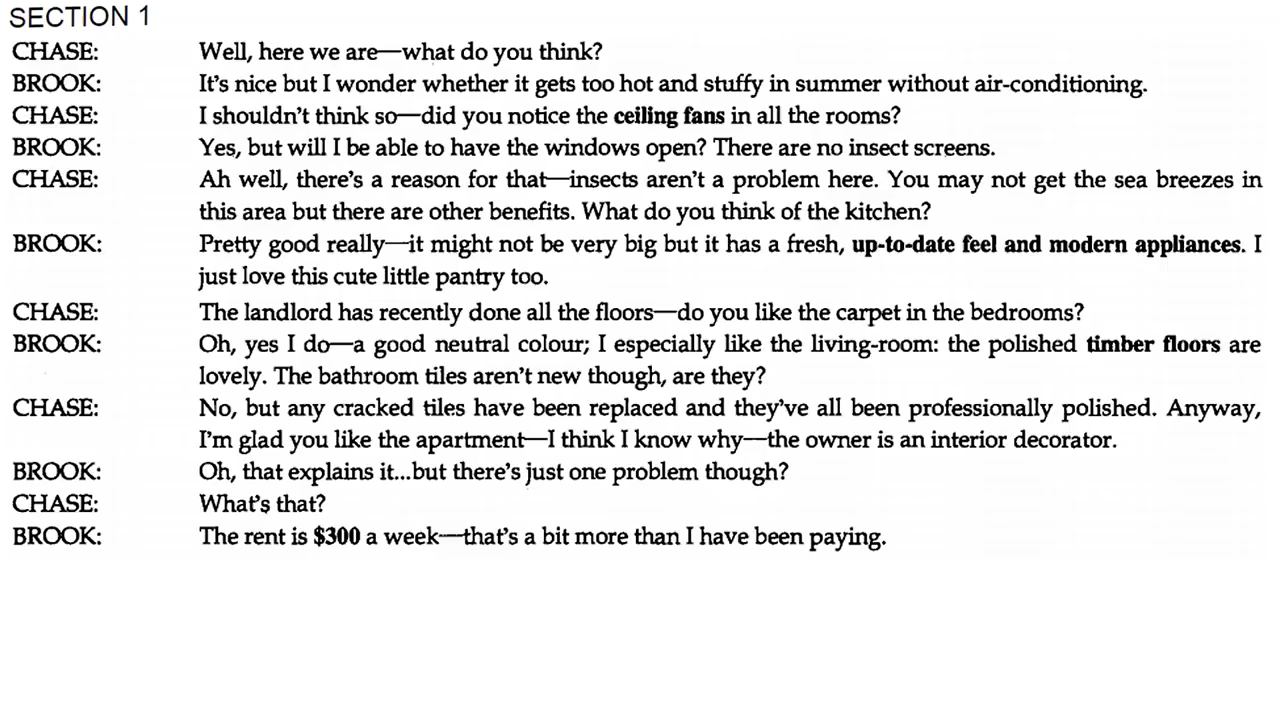 SECTION 1
CHASE: Well, here we are—what do you think?
BROOK: It's nice but I wonder whether it gets too hot and stuffy in summer without air-conditioning.
CHASE: I shouldn't think so—did you notice the ceiling fans in all the rooms?
BROOK: Yes, but will I be able to have the windows open? There are no insect screens.
CHASE: Ah well, there's a reason for that—insects aren't a problem here. You may not get the sea breezes in
this area but there are other benefits. What do you think of the kitchen?
BROOK: Pretty good really—it might not be very big but it has a fresh, up-to-date feel and modern appliances. I
just love this cute little pantry too.
CHASE: The landlord has recently done all the floors—do you like the carpet in the bedrooms?
BROOK: Oh, yes I do—a good neutral colour; I especially like the living-room: the polished timber floors are
lovely. The bathroom tiles aren't new though, are they?
CHASE: No, but any cracked tiles have been replaced and they've all been professionally polished. Anyway,
I'm glad you like the apartment—I think I know why—the owner is an interior decorator.
BROOK: Oh, that explains it...but there's just one problem though?
CHASE: What's that?
BROOK: The rent is $300 a week—that's a bit more than I have been paying.